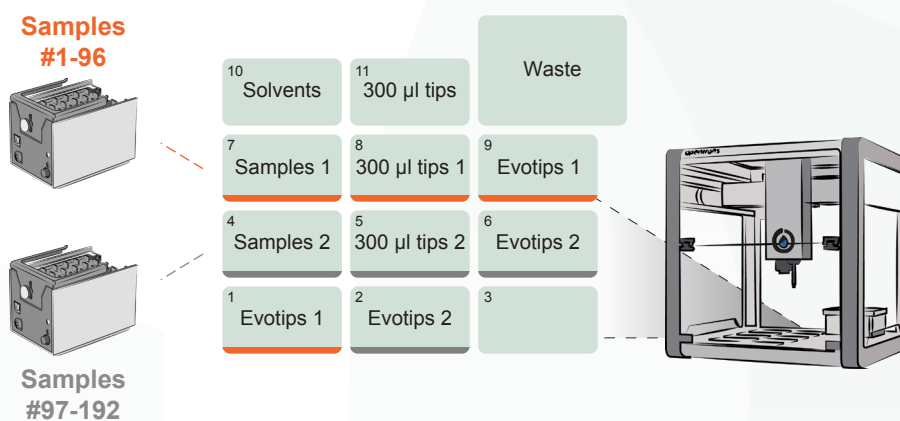 Samples
#1-96
10
Solvents
11
300 µl tips
Waste
7
Samples 1
8
300 µl tips 1
9
Evotips 1
4
Samples 2
5
300 µl tips 2
6
Evotips 2
1
Evotips 1
2
Evotips 2
3
Samples
#97-192
opentrons